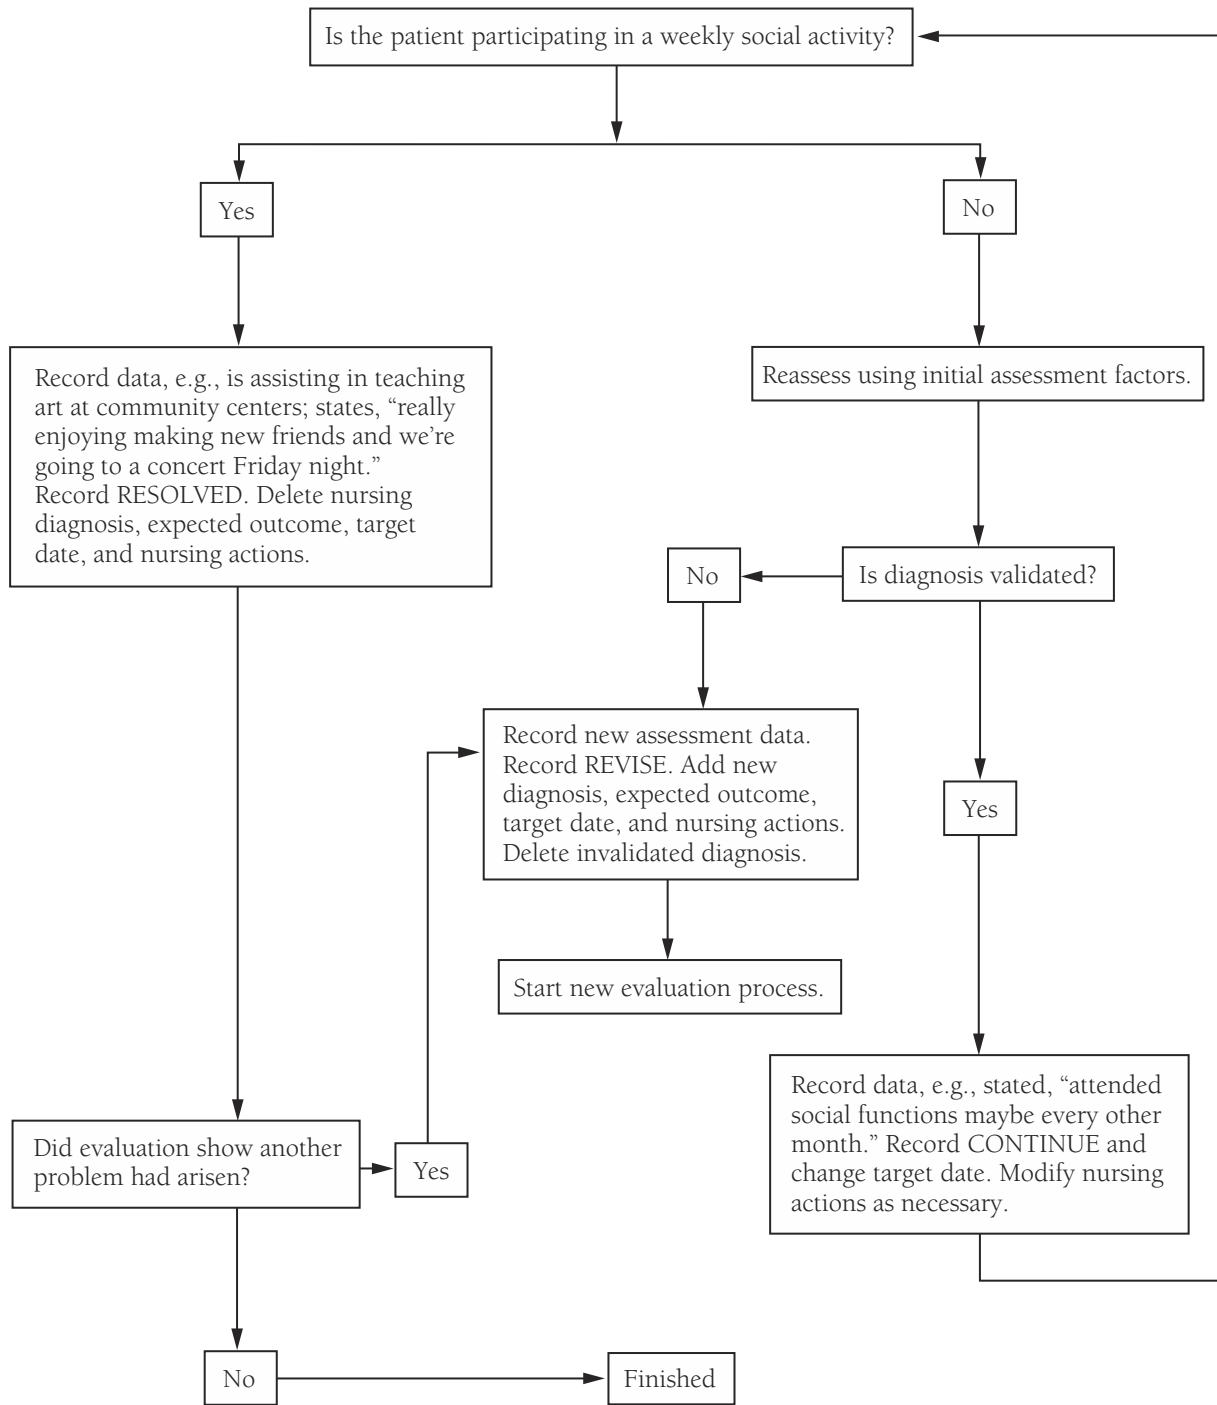 Is the patient participating in a weekly social activity?
Yes
No
Record data, e.g., is assisting in teaching
art at community centers; states, “really
enjoying making new friends and we’re
going to a concert Friday night.”
Record RESOLVED. Delete nursing
diagnosis, expected outcome, target
date, and nursing actions.
Reassess using initial assessment factors.
No
Is diagnosis validated?
Record new assessment data.
Record REVISE. Add new
diagnosis, expected outcome,
target date, and nursing actions.
Delete invalidated diagnosis.
Yes
Start new evaluation process.
Record data, e.g., stated, “attended
social functions maybe every other
month.” Record CONTINUE and
change target date. Modify nursing
actions as necessary.
Did evaluation show another
problem had arisen?
Yes
No
Finished